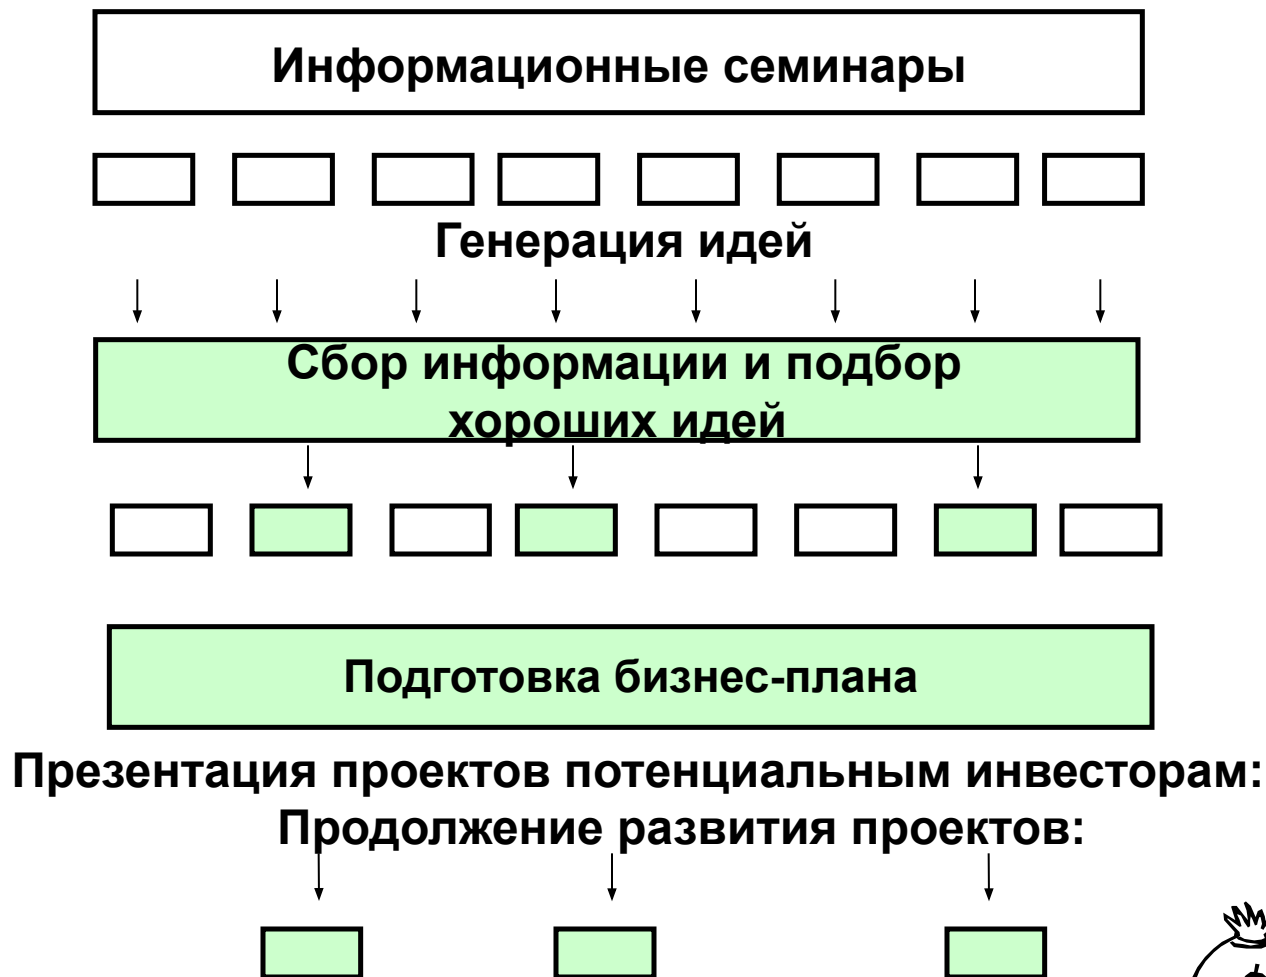 Информационные семинары
Генерация идей
Сбор информации и подбор
хороших идей
Подготовка бизнес-плана
Презентация проектов потенциальным инвесторам:
Продолжение развития проектов: